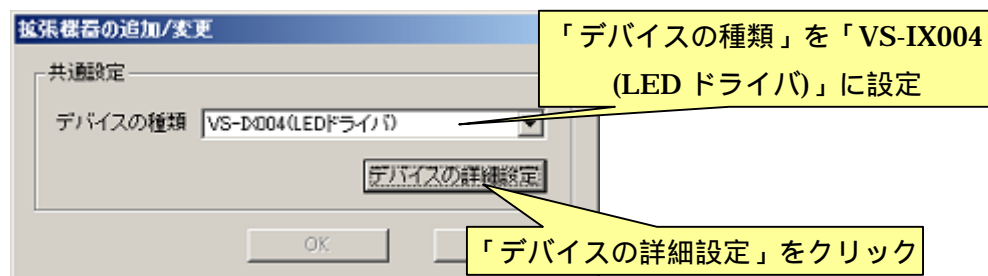 拡張機器の追加/変更
「デバイスの種類」を「VS-IX004
(LED ドライバ)」に設定
共通設定
デバイスの種類 VS-IX004(LEDドライバ)
デバイスの詳細設定
OK
「デバイスの詳細設定」をクリック